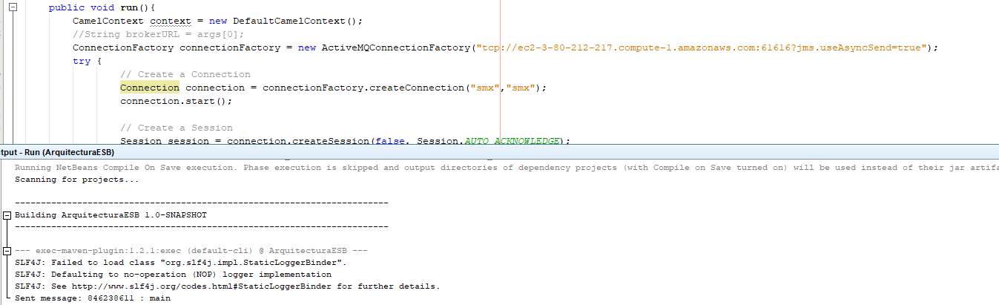 public void run(){
CamelContext context = new DefaultCamelContext();
//String brokerURL = args[0];
ConnectionFactory connectionFactory = new ActiveMQConnectionFactory("tcp://ec2-3-80-212-217.compute-1.amazonaws.com:61616?jms.useAsyncSend=true");
try {
// Create a Connection
Connection connection = connectionFactory.createConnection("smx","smx");
connection.start();
// Create a Session
Session session = connection.createSession(false, Session.AUTO_ACKNOWLEDGE);
tput - Run (ArquitecturaESB)
Running NetBeans Compile On Save execution. Phase execution is skipped and output directories of dependency projects (with Compile on Save turned on) will be used instead of their jar artifa
Scanning for projects...
------------------------------------------------------------------------
Building ArquitecturaESB 1.0-SNAPSHOT
------------------------------------------------------------------------
--- exec-maven-plugin:1.2.1:exec (default-cli) @ ArquitecturaESB ---
SLF4J: Failed to load class "org.slf4j.impl.StaticLoggerBinder".
SLF4J: Defaulting to no-operation (NOP) logger implementation
SLF4J: See http://www.slf4j.org/codes.html#StaticLoggerBinder for further details.
Sent message: 846238611 : main